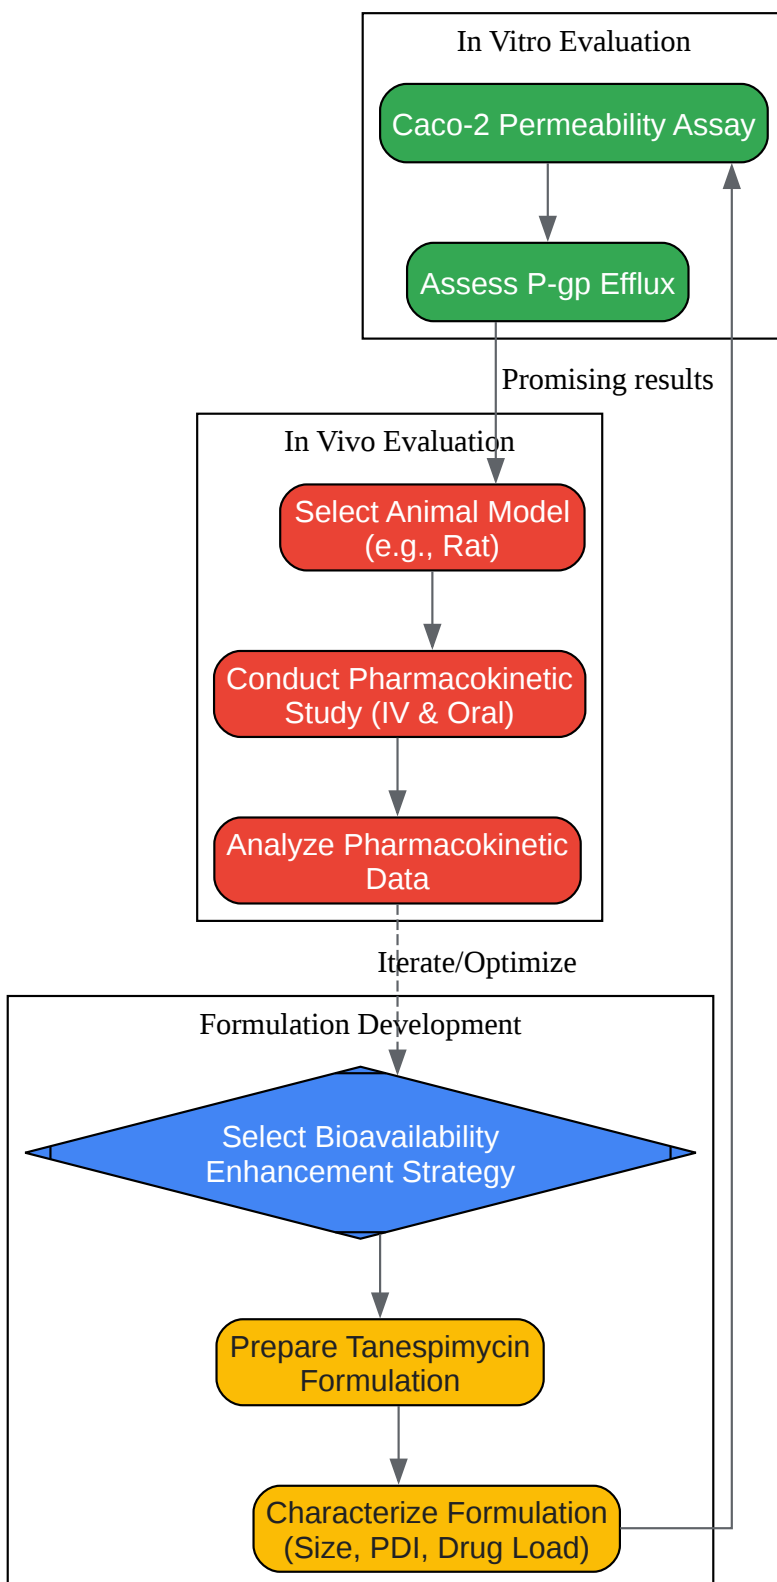 In Vitro Evaluation
Caco-2 Permeability Assay
Assess P-gp Efflux
Promising results
In Vivo Evaluation
Select Animal Model
(e.g., Rat)
Conduct Pharmacokinetic
Study (IV & Oral)
Analyze Pharmacokinetic
Data
Iterate/Optimize
Formulation Development
Select Bioavailability
Enhancement Strategy
Prepare Tanespimycin
Formulation
Characterize Formulation
(Size, PDI, Drug Load)